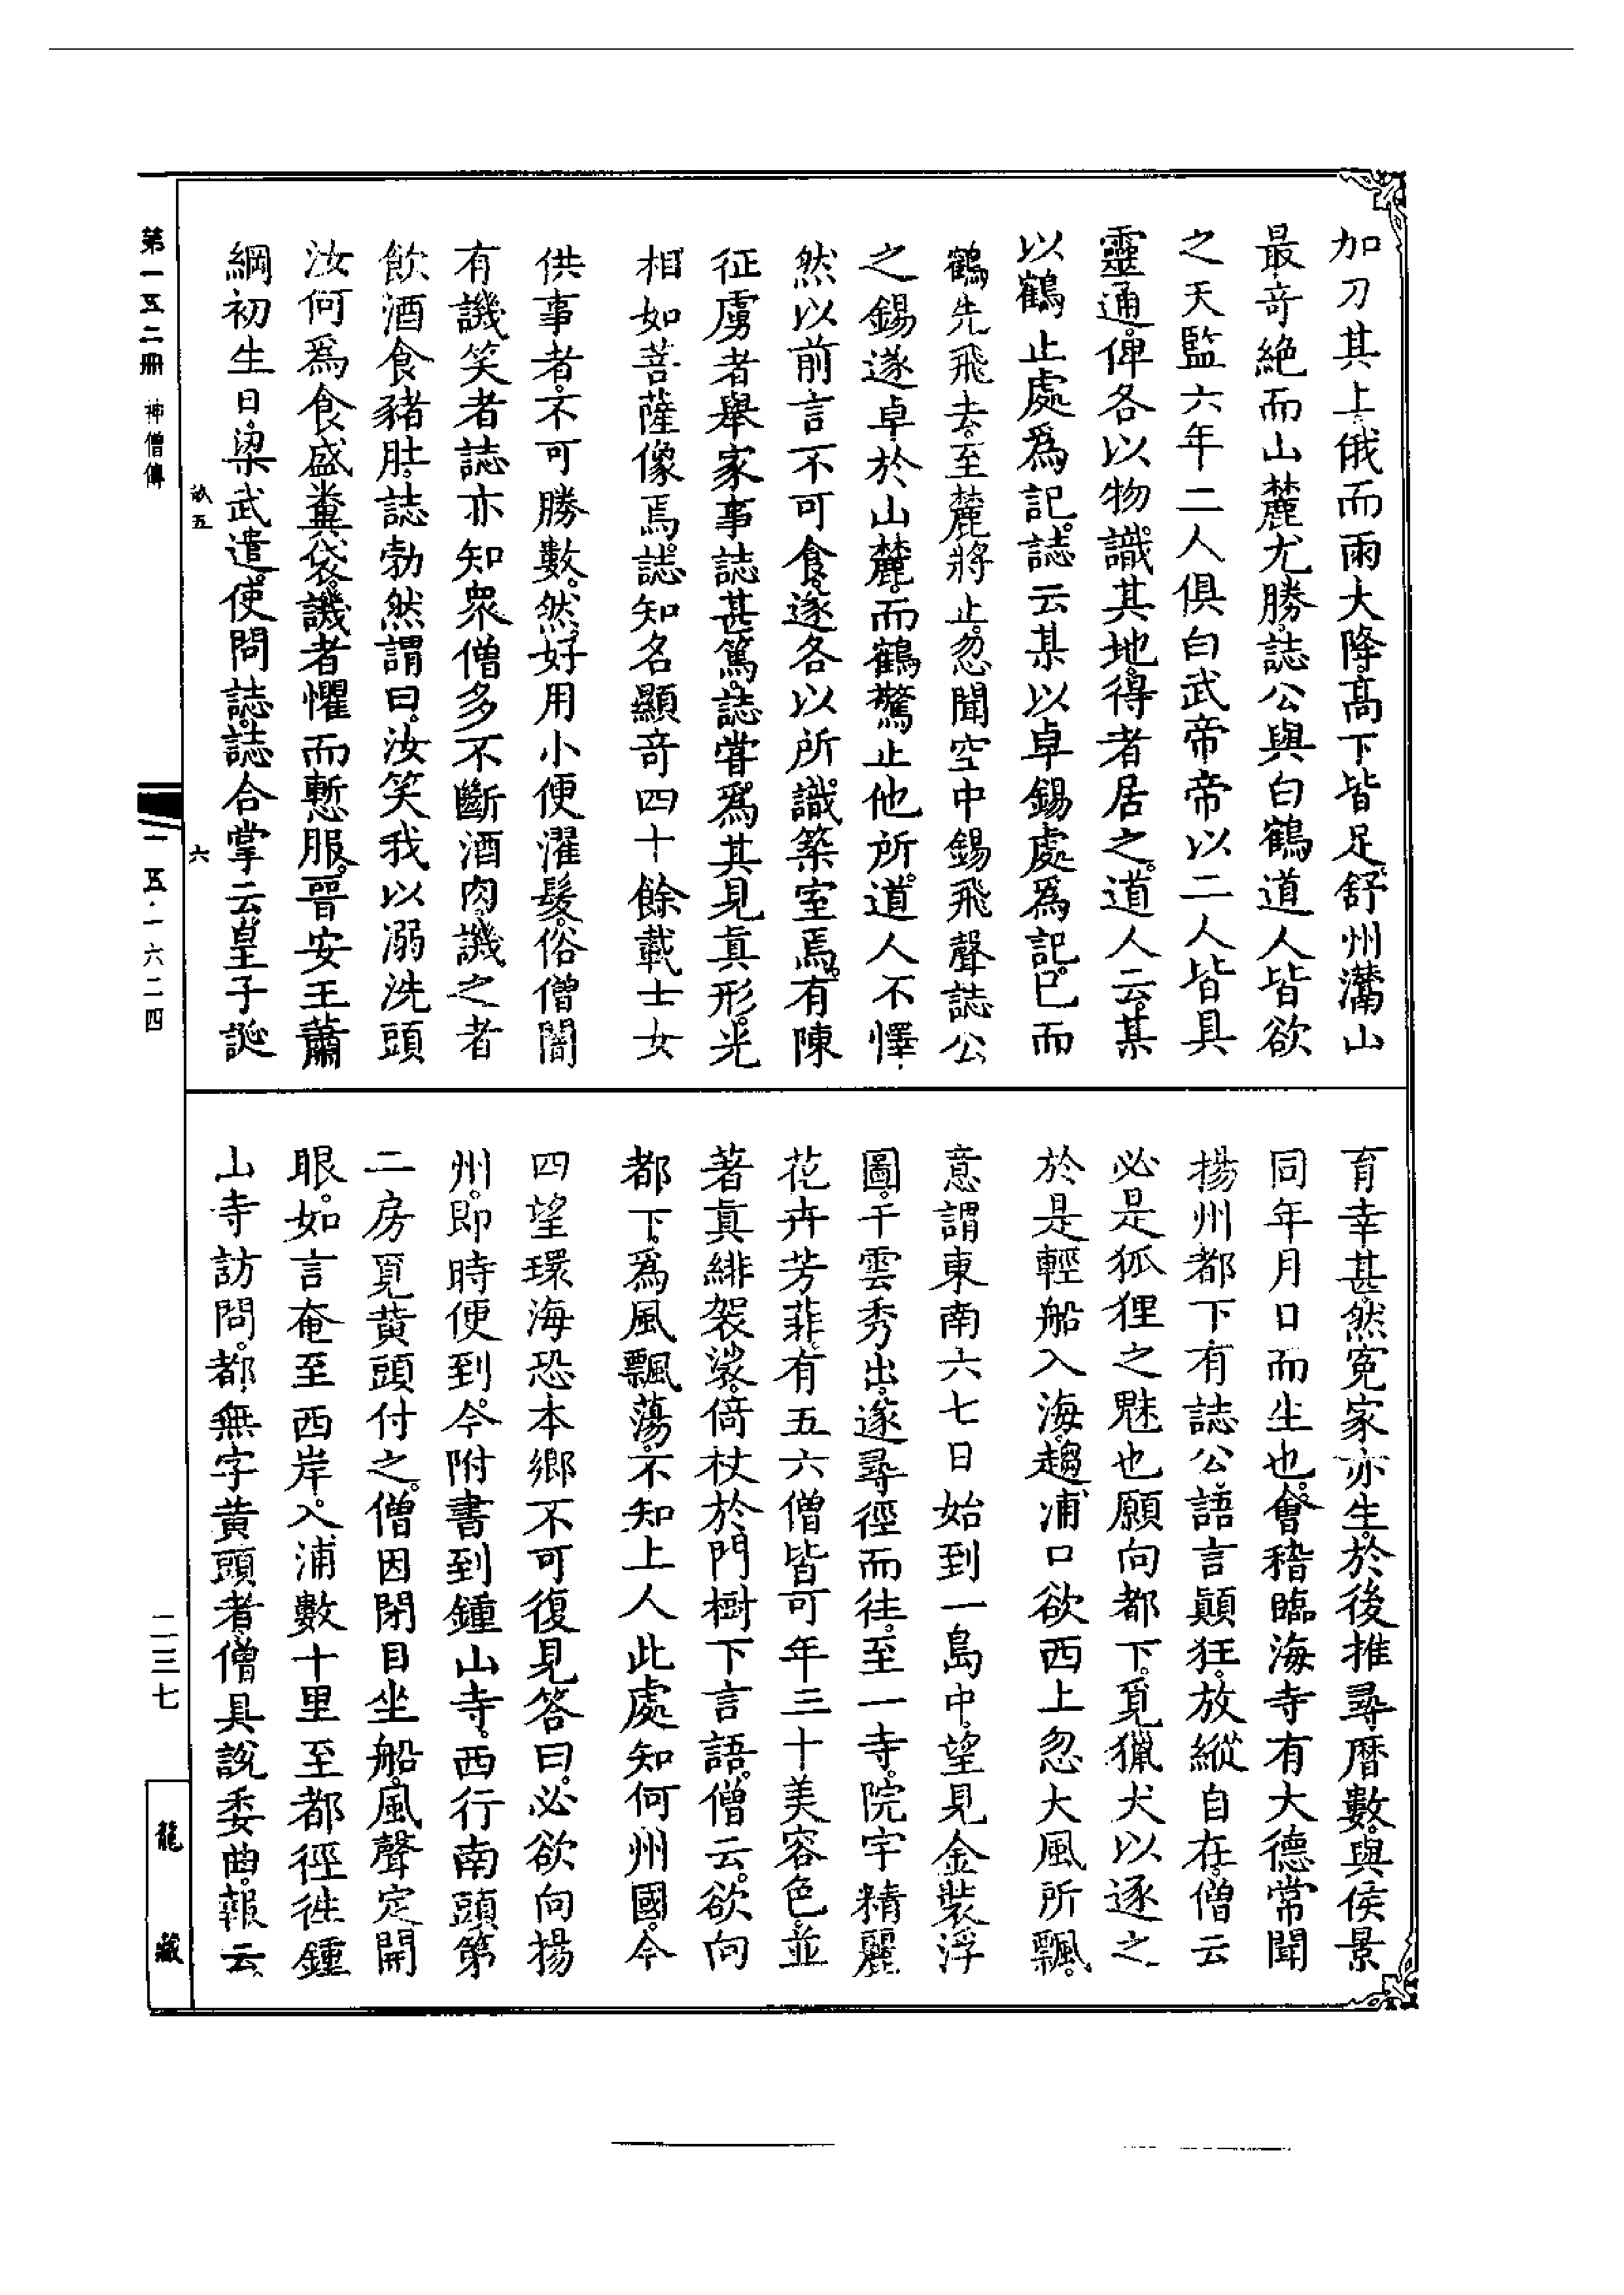 加刀其上俄而雨大降。高下皆足。舒州潛山
最奇絕而山麓尤勝。誌公與白鶴道人皆欲
之天監六年二人俱白武帝帝以二人皆具
靈通。俾各以物識其地。得者居之。道人云。某
以鶴止處爲記。誌云某以卓錫處爲記。已而
鶴先飛去。至麓將止。忽聞空中錫飛聲誌公
之錫遂卓於山麓。而鶴驚止他所。道人不懌。
然以前言不可食。遂各以所識築室焉。有陳
征虜者舉家事誌甚篤。誌嘗爲其見真形。光
相如菩薩像焉。誌知名顯奇四十餘載士女
供事者。不可勝數。然好用小便濯髮。俗僧闇
有譏笑者誌亦知衆僧多不斷酒肉。譏之者
飲酒食豬肚。誌勃然謂曰。汝笑我以溺洗頭
汝何爲食盛糞袋。譏者懼而慙服。晉安王蕭
綱初生日。梁武遣使問誌。誌合掌云。皇子誕
育幸甚。然寃家亦生。於後推尋曆數。與侯景
同年月日而生也。會稽臨海寺有大德常聞
揚州都下有誌公。語言顛狂。放縱自在。僧云
必是狐狸之魅也願向都下。覓獵犬以逐之
於是輕船入海。趨浦口欲西上忽大風所飄。
意謂東南六七日始到一島中。望見金裝浮
圖。干雲秀出。遂尋徑而往。至一寺。院宇精麗
花卉芳菲。有五六僧皆可年三十美容色。並
著真緋袈裟。倚杖於門樹下言語。僧云。欲向
都下。爲風飄蕩。不知上人此處知何州國。今
四望環海恐本鄉不可復見答曰。必欲向揚
州。即時便到。今附書到鍾山寺。西行南頭第
二房覓黃頭付之。僧因閉目坐船。風聲定開
眼。如言奄至西岸。入浦數十里至都徑往鍾
山寺訪問。都無字黃頭者僧具說委曲。報云
第一五二冊 神僧傳
六
一五·一六二四
二三七
龍藏